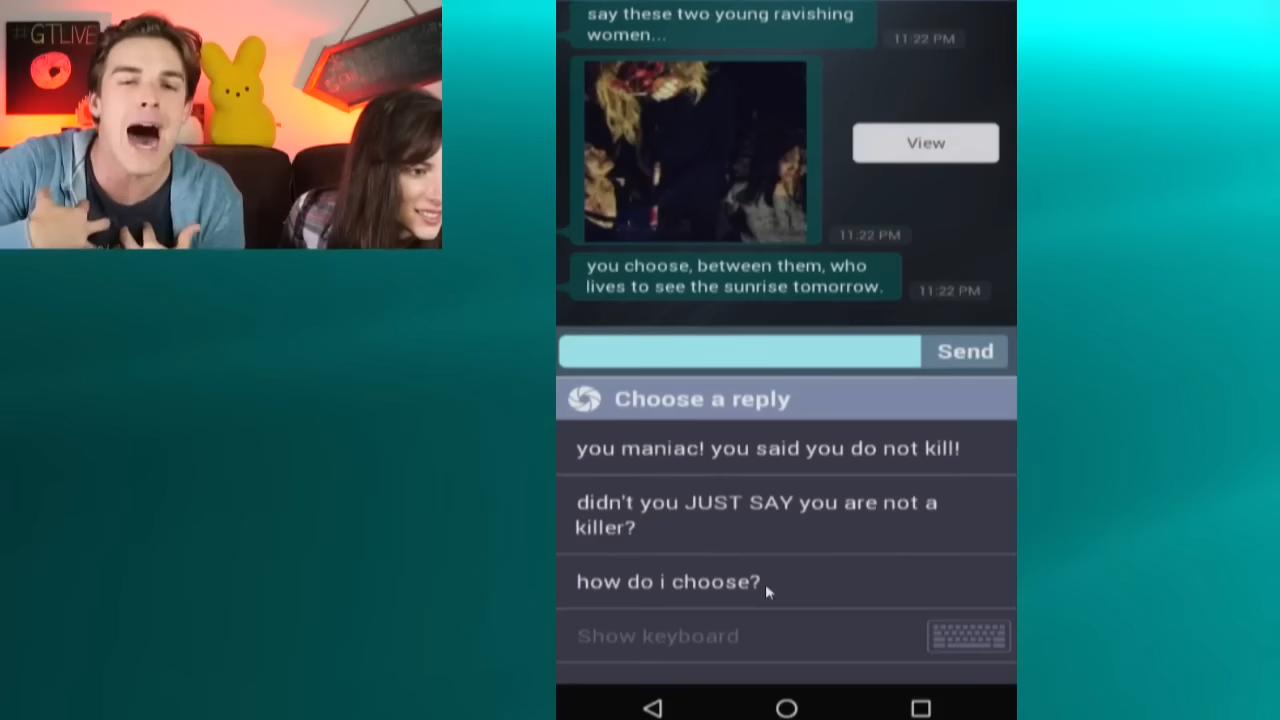 #GTLIVE
say these two young ravishing
women...
11:22 PM
View
11:22 PM
you choose, between them, who
lives to see the sunrise tomorrow.
11:22 PM
Send
Choose a reply
you maniac! you said you do not kill!
didn't you JUST SAY you are not a
killer?
how do i choose?
Show keyboard